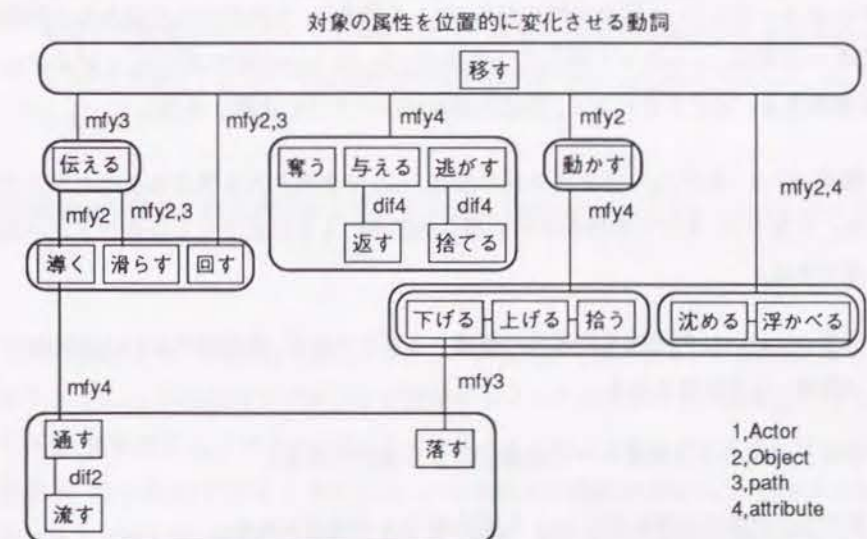 対象の属性を位置的に変化させる動詞
移す
mfy3 mfy2,3 mfy4 mfy2
伝える 奪う 与える 逃がす 動かす
mfy2,4
mfy2 mfy2,3 dif4 dif4 mfy4
導く 滑らす 回す 返す 捨てる
下げる 上げる 拾う 沈める 浮かべる
mfy4 mfy3
通す 落す
dif2
流す
1,Actor
2,Object
3,path
4,attribute